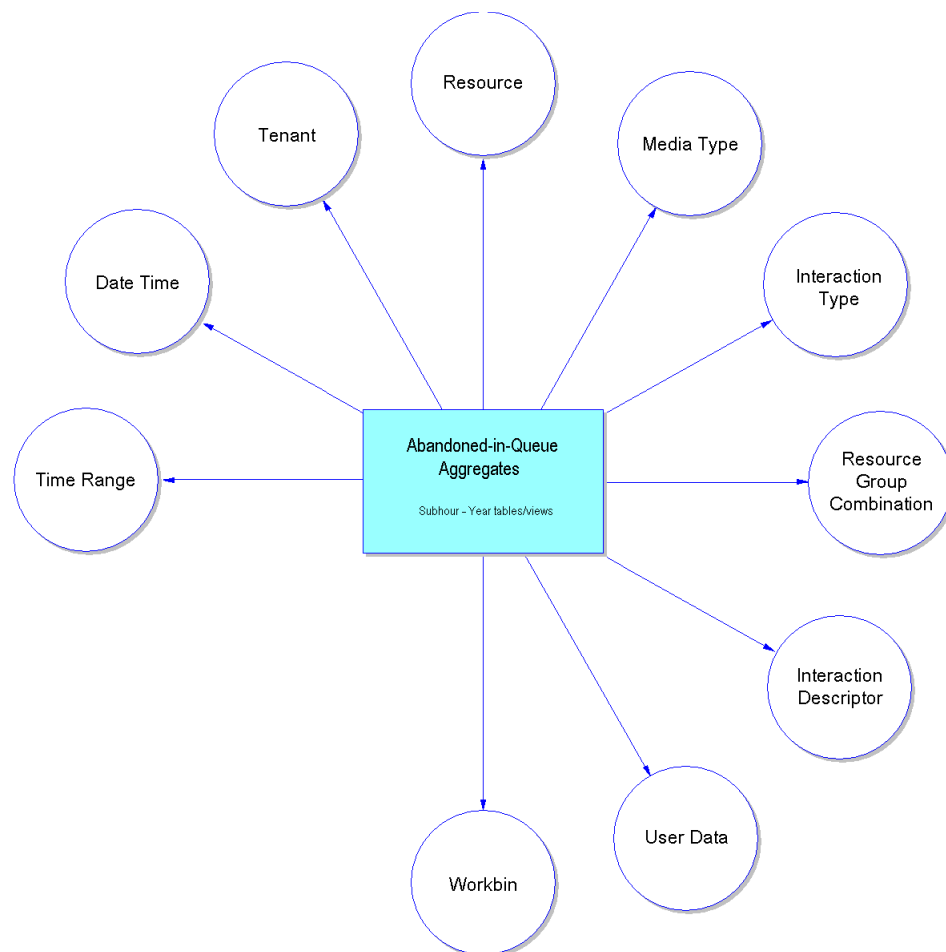 Resource
Tenant
Media Type
Date Time
Interaction
Type
Abandoned-in-Queue
Aggregates
Subhour - Year tables/views
Time Range
Resource
Group
Combination
Interaction
Descriptor
User Data
Workbin